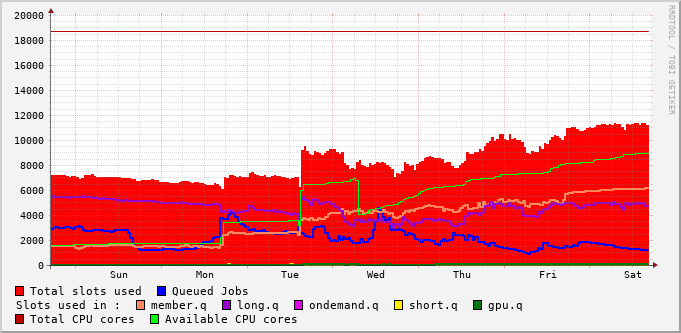 20000
18000
16000
14000
12000
10000
8000
6000
4000
2000
0
Sun Mon Tue Wed Thu Fri Sat
RRDTOOL / TOBI OETIKER
Total slots used Queued Jobs
Slots used in : member.q long.q ondemand.q short.q gpu.q
Total CPU cores Available CPU cores